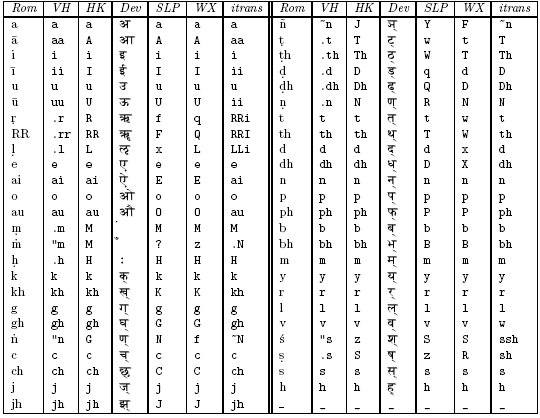 Rom VH HK Dev SLP WX itrans Rom VH HK Dev SLP WX itrans
a a a अ a a a ñ ~n J ञ् Y F ~n
ā aa A आ A A aa ṭ .t T ट् w t T
i i i इ i i i ṭh .th Th ठ् W T Th
ī ii I ई I I ii ḍ .d D ड् q d D
u u u उ u u u ḍh .dh Dh ढ् Q D Dh
ū uu U ऊ U U ii ṇ .n N ण् R N N
ṛ .r R ऋ f q RRi t t t त् t w t
RR .rr RR ॠ F Q RRI th th th थ् T W th
ḷ .l L ऌ x L LLi d d d द् d x d
e e e ए e e e dh dh dh ध् D X dh
ai ai ai ऐ E E ai n n n न् n n n
o o o ओ o o o p p p प् p p p
au au au औ O O au ph ph ph फ् P P ph
ṃ .m M ं M M M b b b ब् b b b
ṁ "m M ँ ? z .N bh bh bh भ् B B bh
ḥ .h H : H H H m m m म् m m m
k k k क् k k k y y y य् y y y
kh kh kh ख् K K kh r r r र् r r r
g g g ग् g g g l l l ल् l l l
gh gh gh घ् G G gh v v v व् v v w
ṅ "n G ण् N f ~N ś "s z श् S S ssh
c c c च् c c c ṣ .s S ष् z R sh
ch ch ch छ् C C ch s s s स् s s s
j j j ज् j j j h h h ह् h h h
jh jh jh झ् J J jh _ _ _ _ _ _ _